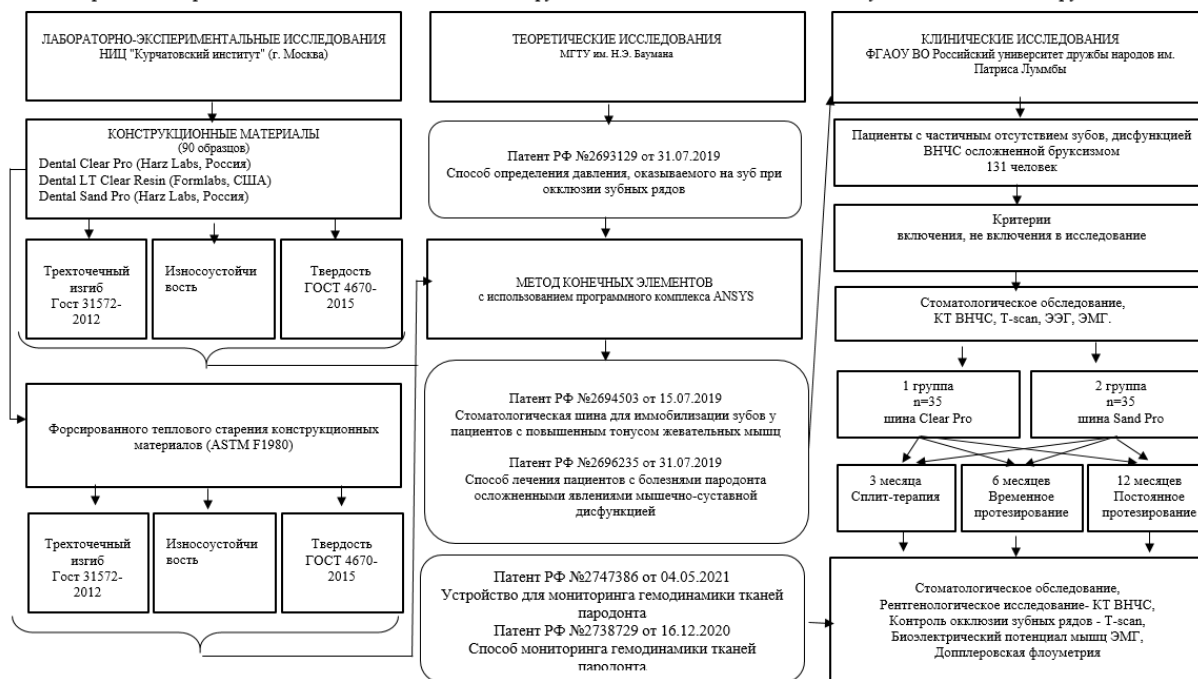 ЛАБОРАТОРНО-ЭКСПЕРИМЕНТАЛЬНЫЕ ИССЛЕДОВАНИЯ
НИЦ "Курчатовский институт" (г. Москва)
КОНСТРУКЦИОННЫЕ МАТЕРИАЛЫ
(90 образцов)
Dental Clear Pro (Harz Labs, Россия)
Dental LT Clear Resin (Formlabs, США)
Dental Sand Pro (Harz Labs, Россия)
Трехточечный
изгиб
Гост 31572-
2012
Износоустойчи
вость
Твердость
ГОСТ 4670-
2015
Форсированного теплового старения конструкционных
материалов (ASTM F1980)
Трехточечный
изгиб
Гост 31572-
2012
Износоустойчи
вость
Твердость
ГОСТ 4670-
2015
ТЕОРЕТИЧЕСКИЕ ИССЛЕДОВАНИЯ
МГТУ им. Н.Э. Баумана
Патент РФ №2693129 от 31.07.2019
Способ определения давления, оказываемого на зуб при
окклюзии зубных рядов
МЕТОД КОНЕЧНЫХ ЭЛЕМЕНТОВ
с использованием программного комплекса ANSYS
Патент РФ №2694503 от 15.07.2019
Стоматологическая шина для иммобилизации зубов у
пациентов с повышенным тонусом жевательных мышц
Патент РФ №2696235 от 31.07.2019
Способ лечения пациентов с болезнями пародонта
осложненными явлениями мышечно-суставной
дисфункцией
Патент РФ №2747386 от 04.05.2021
Устройство для мониторинга гемодинамики тканей
пародонта
Патент РФ №2738729 от 16.12.2020
Способ мониторинга гемодинамики тканей
пародонта.
КЛИНИЧЕСКИЕ ИССЛЕДОВАНИЯ
ФГАОУ ВО Российский университет дружбы народов им.
Патриса Луммбы
Пациенты с частичным отсутствием зубов, дисфункцией
ВНЧС осложненной бруксизмом
131 человек
Критерии
включения, не включения в исследование
Стоматологическое обследование,
КТ ВНЧС, T-scan, ЭЭГ, ЭМГ.
1 группа
n=35
шина Clear Pro
2 группа
n=35
шина Sand Pro
3 месяца
Сплит-терапия
6 месяцев
Временное
протезирование
12 месяцев
Постоянное
протезирование
Стоматологическое обследование,
Рентгенологическое исследование- КТ ВНЧС,
Контроль окклюзии зубных рядов - T-scan,
Биоэлектрический потенциал мышц ЭМГ,
Допплеровская флоуметрия